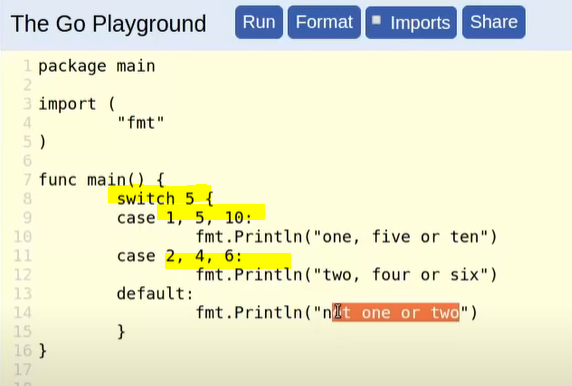 The Go Playground Run Format Imports Share
1 package main
2
3 import (
4 "fmt"
5 )
6
7 func main() {
8 switch 5 {
9 case 1, 5, 10:
10 fmt.Println("one, five or ten")
11 case 2, 4, 6:
12 fmt.Println("two, four or six")
13 default:
14 fmt.Println("not one or two")
15 }
16 }
17